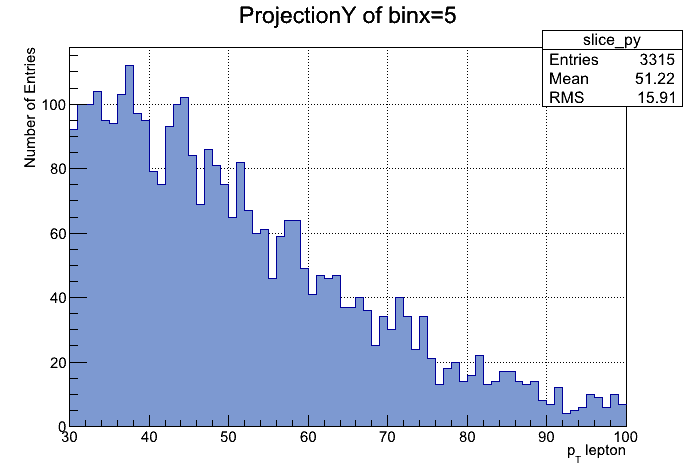 ProjectionY of binx=5
slice_py
Entries 3315
Mean 51.22
RMS 15.91
Number of Entries
100
80
60
40
20
0
30 40 50 60 70 80 90 100
p_T lepton